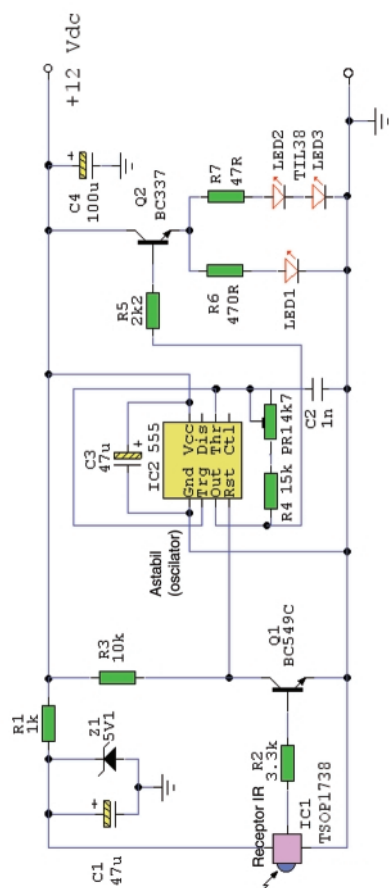 +12 Vdc
C4
100u
Q2
BC337
R7
47R
LED2
TIL38
LED3
R6
470R
LED1
R5
2k2
C3
47u
IC2 555
Gnd Vcc
Trg Dis
Out Thr
Rst Ctl
Astabil
(oscilator)
R4 15k PR14k7
C2
1n
R3
10k
R1
1k
Z1
5V1
C1
47u
Q1
BC549C
R2
3.3k
Receptor IR
IC1
TSOP1738